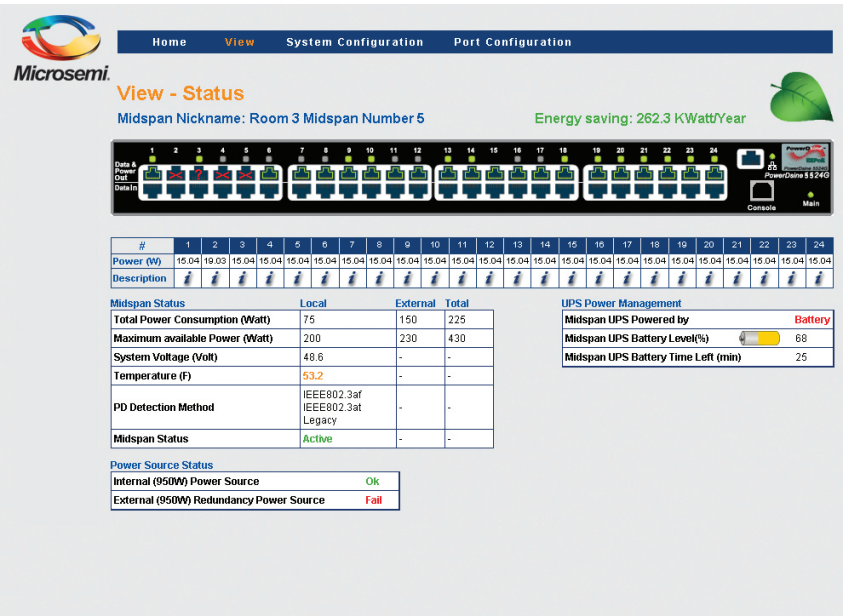 Microsemi.
Home View System Configuration Port Configuration
View - Status
Midspan Nickname: Room 3 Midspan Number 5
Energy saving: 262.3 KWatt/Year
1 2 3 4 5 6 7 8 9 10 11 12 13 14 15 16 17 18 19 20 21 22 23 24
Data & Power Out
Data In
?
PowerDsine 5524G
Console Main
# 1 2 3 4 5 6 7 8 9 10 11 12 13 14 15 16 17 18 19 20 21 22 23 24
Power (W) 15.04 19.03 15.04 15.04 15.04 15.04 15.04 15.04 15.04 15.04 15.04 15.04 15.04 15.04 15.04 15.04 15.04 15.04 15.04 15.04 15.04 15.04 15.04 15.04
Description i i i i i i i i i i i i i i i i i i i i i i i i
Midspan Status Local External Total
Total Power Consumption (Watt) 75 150 225
Maximum available Power (Watt) 200 230 430
System Voltage (Volt) 48.6 - -
Temperature (F) 53.2 - -
PD Detection Method IEEE802.3af IEEE802.3at Legacy - -
Midspan Status Active - -
UPS Power Management
Midspan UPS Powered by Battery
Midspan UPS Battery Level(%) 68
Midspan UPS Battery Time Left (min) 25
Power Source Status
Internal (950W) Power Source Ok
External (950W) Redundancy Power Source Fail